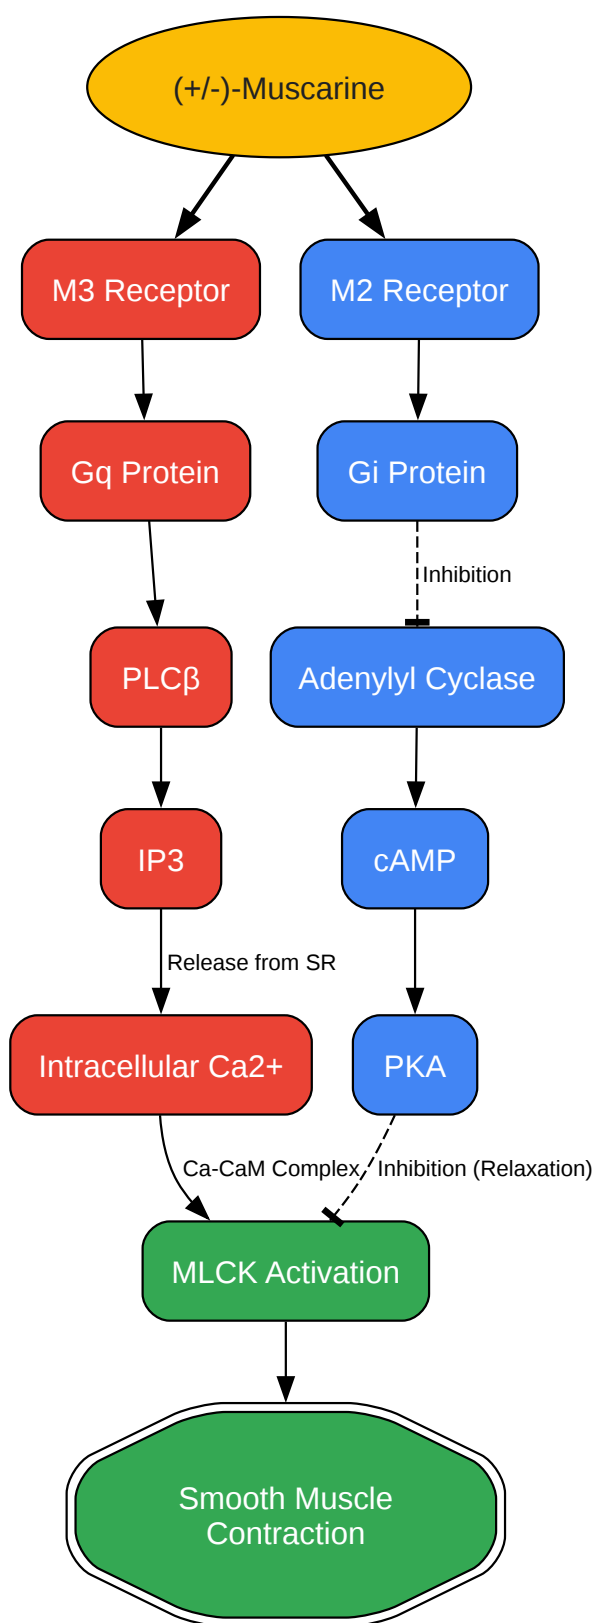 (+/-)-Muscarine
M3 Receptor
M2 Receptor
Gq Protein
Gi Protein
Inhibition
PLCβ
Adenylyl Cyclase
IP3
cAMP
Release from SR
Intracellular Ca2+
PKA
Ca-CaM Complex
Inhibition (Relaxation)
MLCK Activation
Smooth Muscle
Contraction